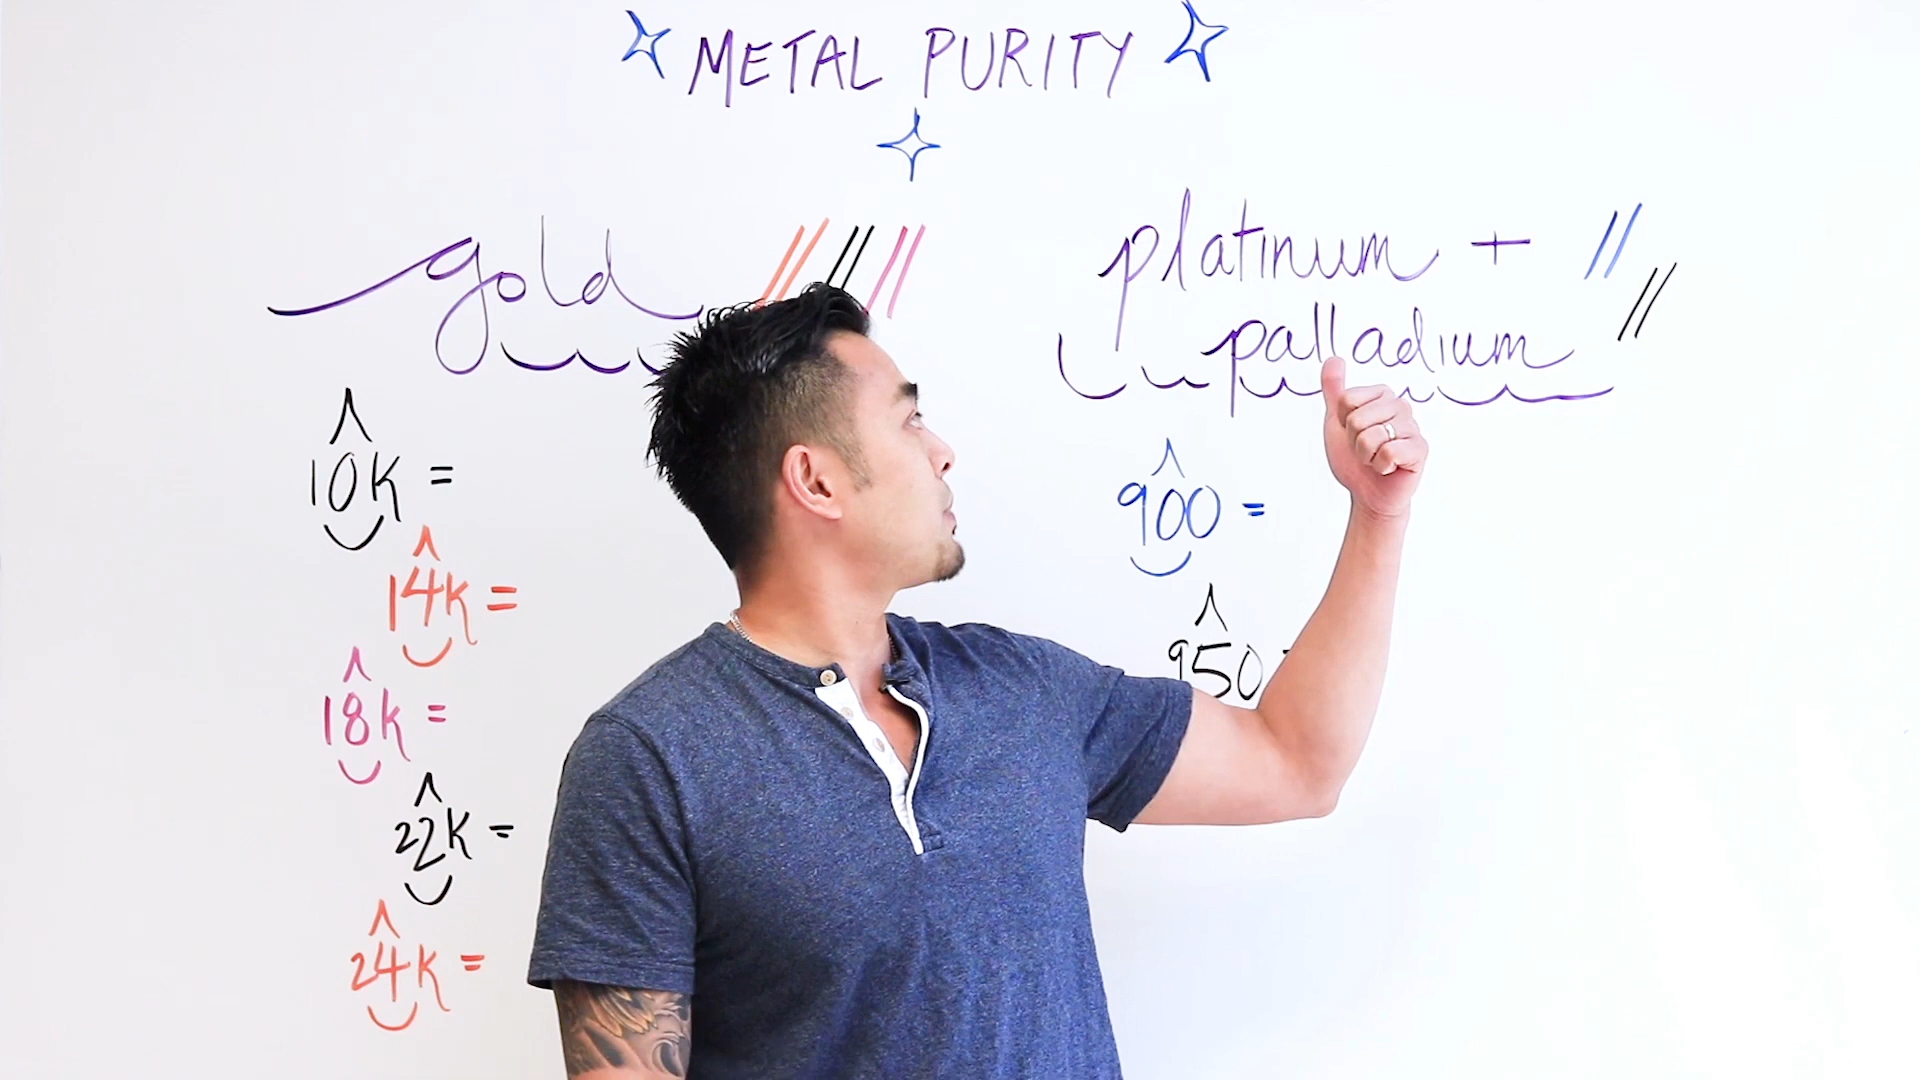 METAL PURITY
gold
10k =
14k =
18k =
22k =
24k =
platinum +
palladium
900 =
950